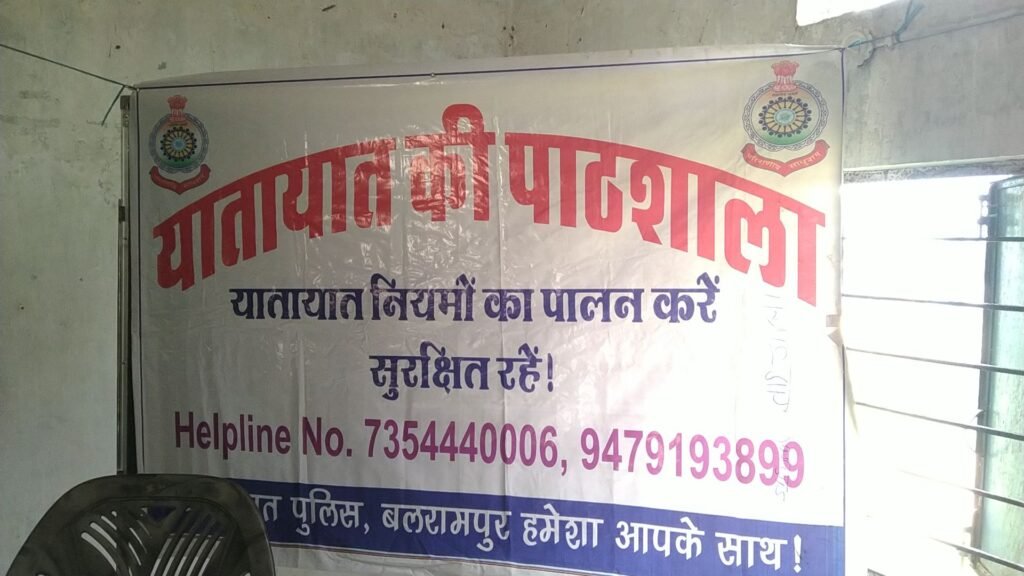 यातायात की पाठशाला
यातायात नियमों का पालन करें
सुरक्षित रहें!
Helpline No. 7354440006, 9479193899
पुलिस, बलरामपुर हमेशा आपके साथ!